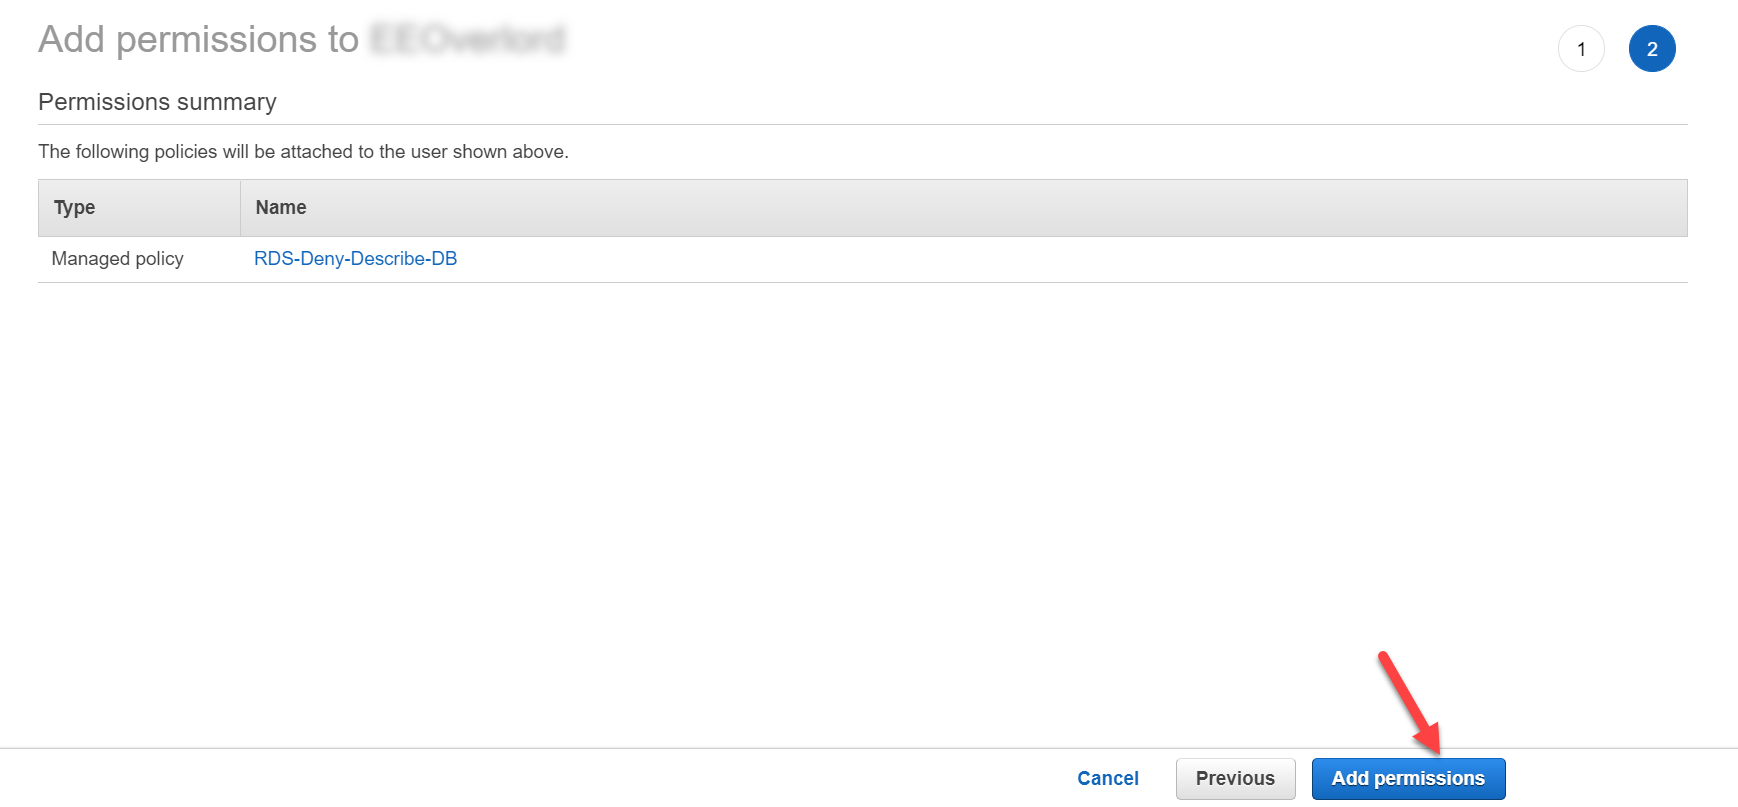 Add permissions to
1
2
Permissions summary
The following policies will be attached to the user shown above.
Type Name
Managed policy RDS-Deny-Describe-DB
Cancel Previous Add permissions